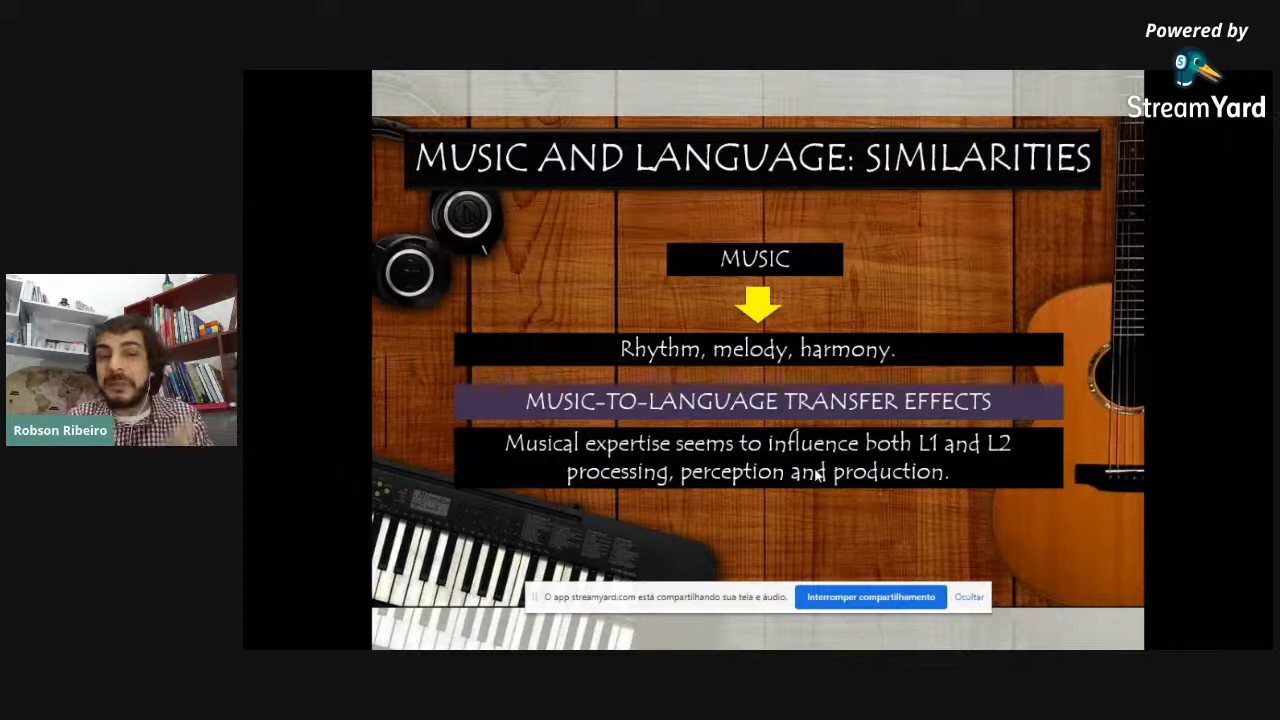 Powered by
StreamYard
MUSIC AND LANGUAGE: SIMILARITIES
MUSIC
Rhythm, melody, harmony.
MUSIC-TO-LANGUAGE TRANSFER EFFECTS
Musical expertise seems to influence both L1 and L2
processing, perception and production.
Robson Ribeiro
O app streamyard.com está compartilhando sua tela e áudio.
Interromper compartilhamento
Ocultar